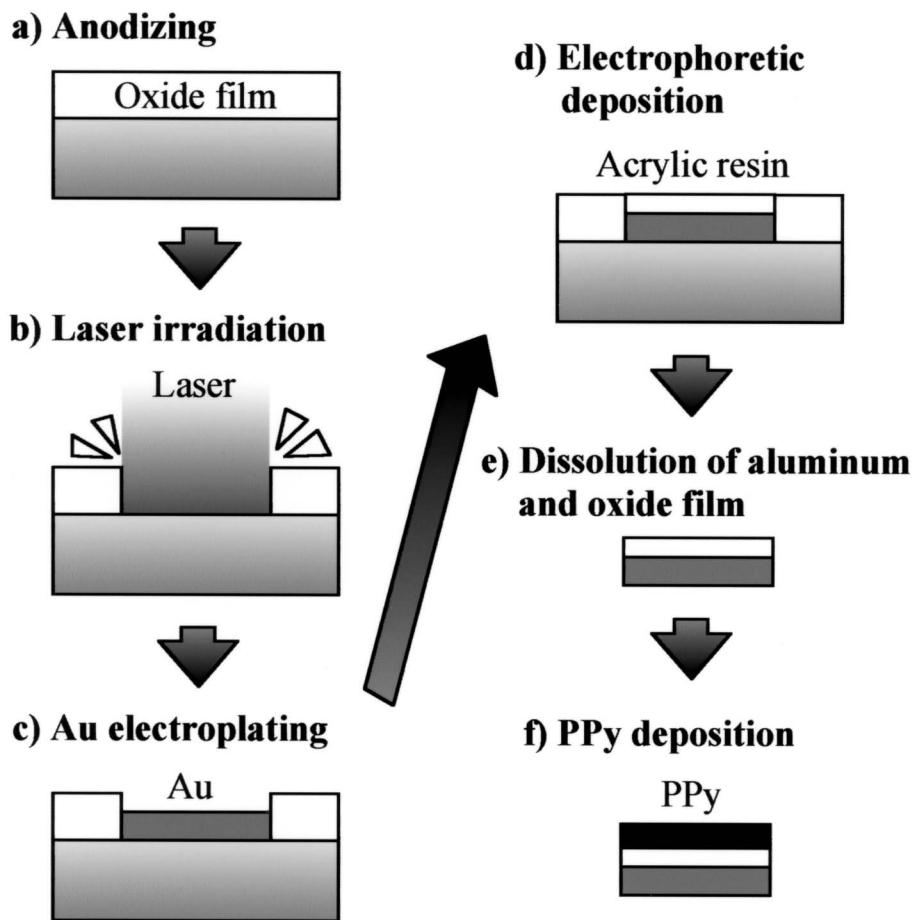 a) Anodizing
Oxide film
b) Laser irradiation
Laser
c) Au electroplating
Au
d) Electrophoretic
deposition
Acrylic resin
e) Dissolution of aluminum
and oxide film
f) PPy deposition
PPy